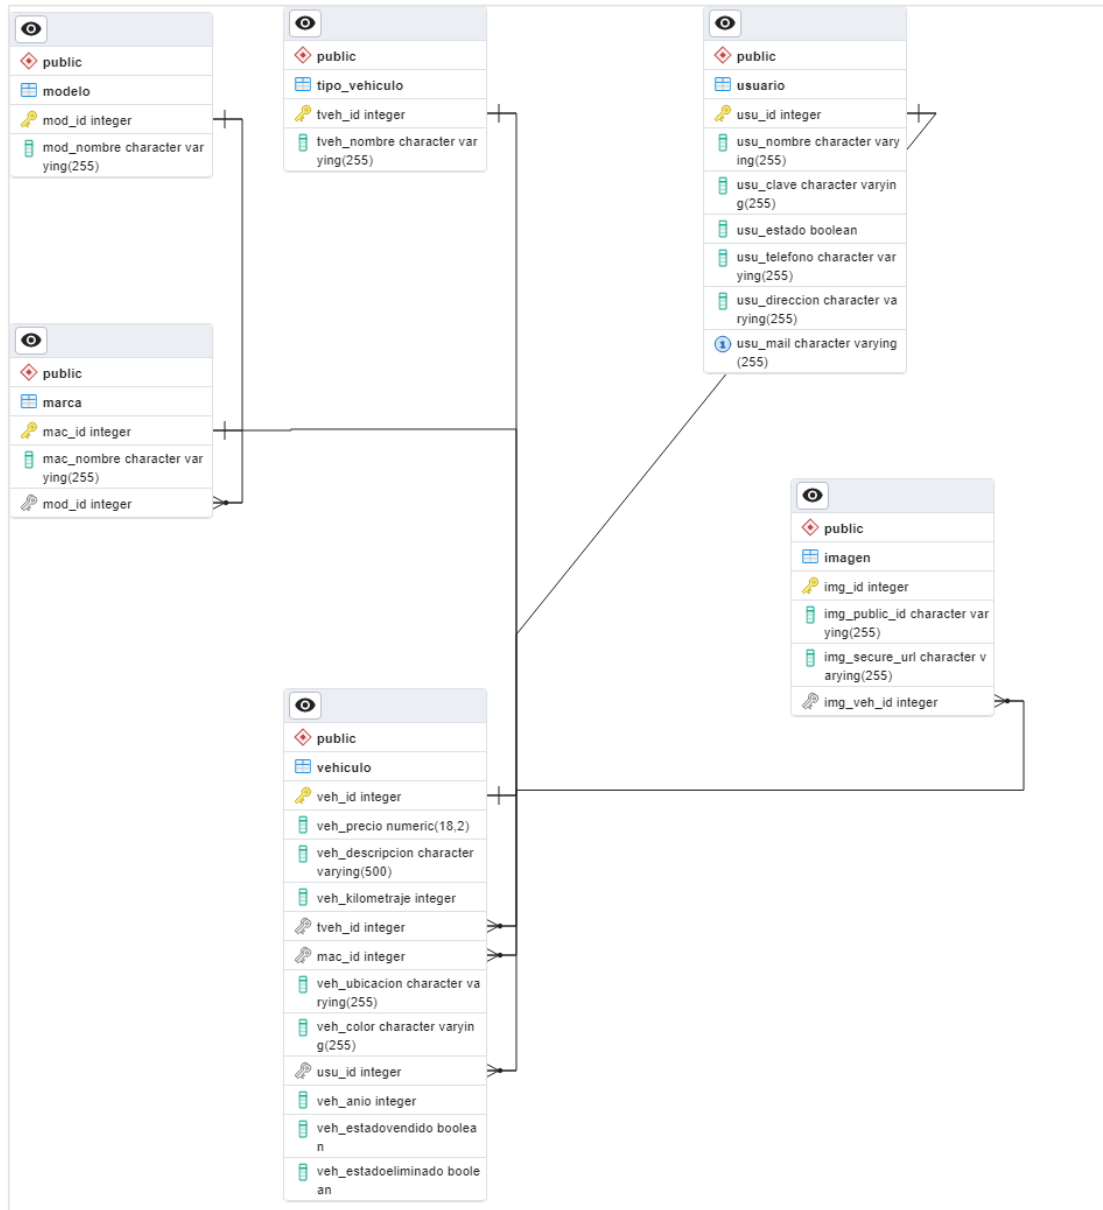 public
modelo
mod_id integer
mod_nombre character var
ying(255)
public
tipo_vehiculo
tveh_id integer
tveh_nombre character var
ying(255)
public
usuario
usu_id integer
usu_nombre character vary
ing(255)
usu_clave character varyin
g(255)
usu_estado boolean
usu_telefono character var
ying(255)
usu_direccion character va
rying(255)
1
usu_mail character varying
(255)
public
marca
mac_id integer
mac_nombre character var
ying(255)
mod_id integer
public
imagen
img_id integer
img_public_id character var
ying(255)
img_secure_url character v
arying(255)
img_veh_id integer
public
vehiculo
veh_id integer
veh_precio numeric(18,2)
veh_descripcion character
varying(500)
veh_kilometraje integer
tveh_id integer
mac_id integer
veh_ubicacion character va
rying(255)
veh_color character varyin
g(255)
usu_id integer
veh_anio integer
veh_estadovendido boolea
n
veh_estadoeliminado boole
an